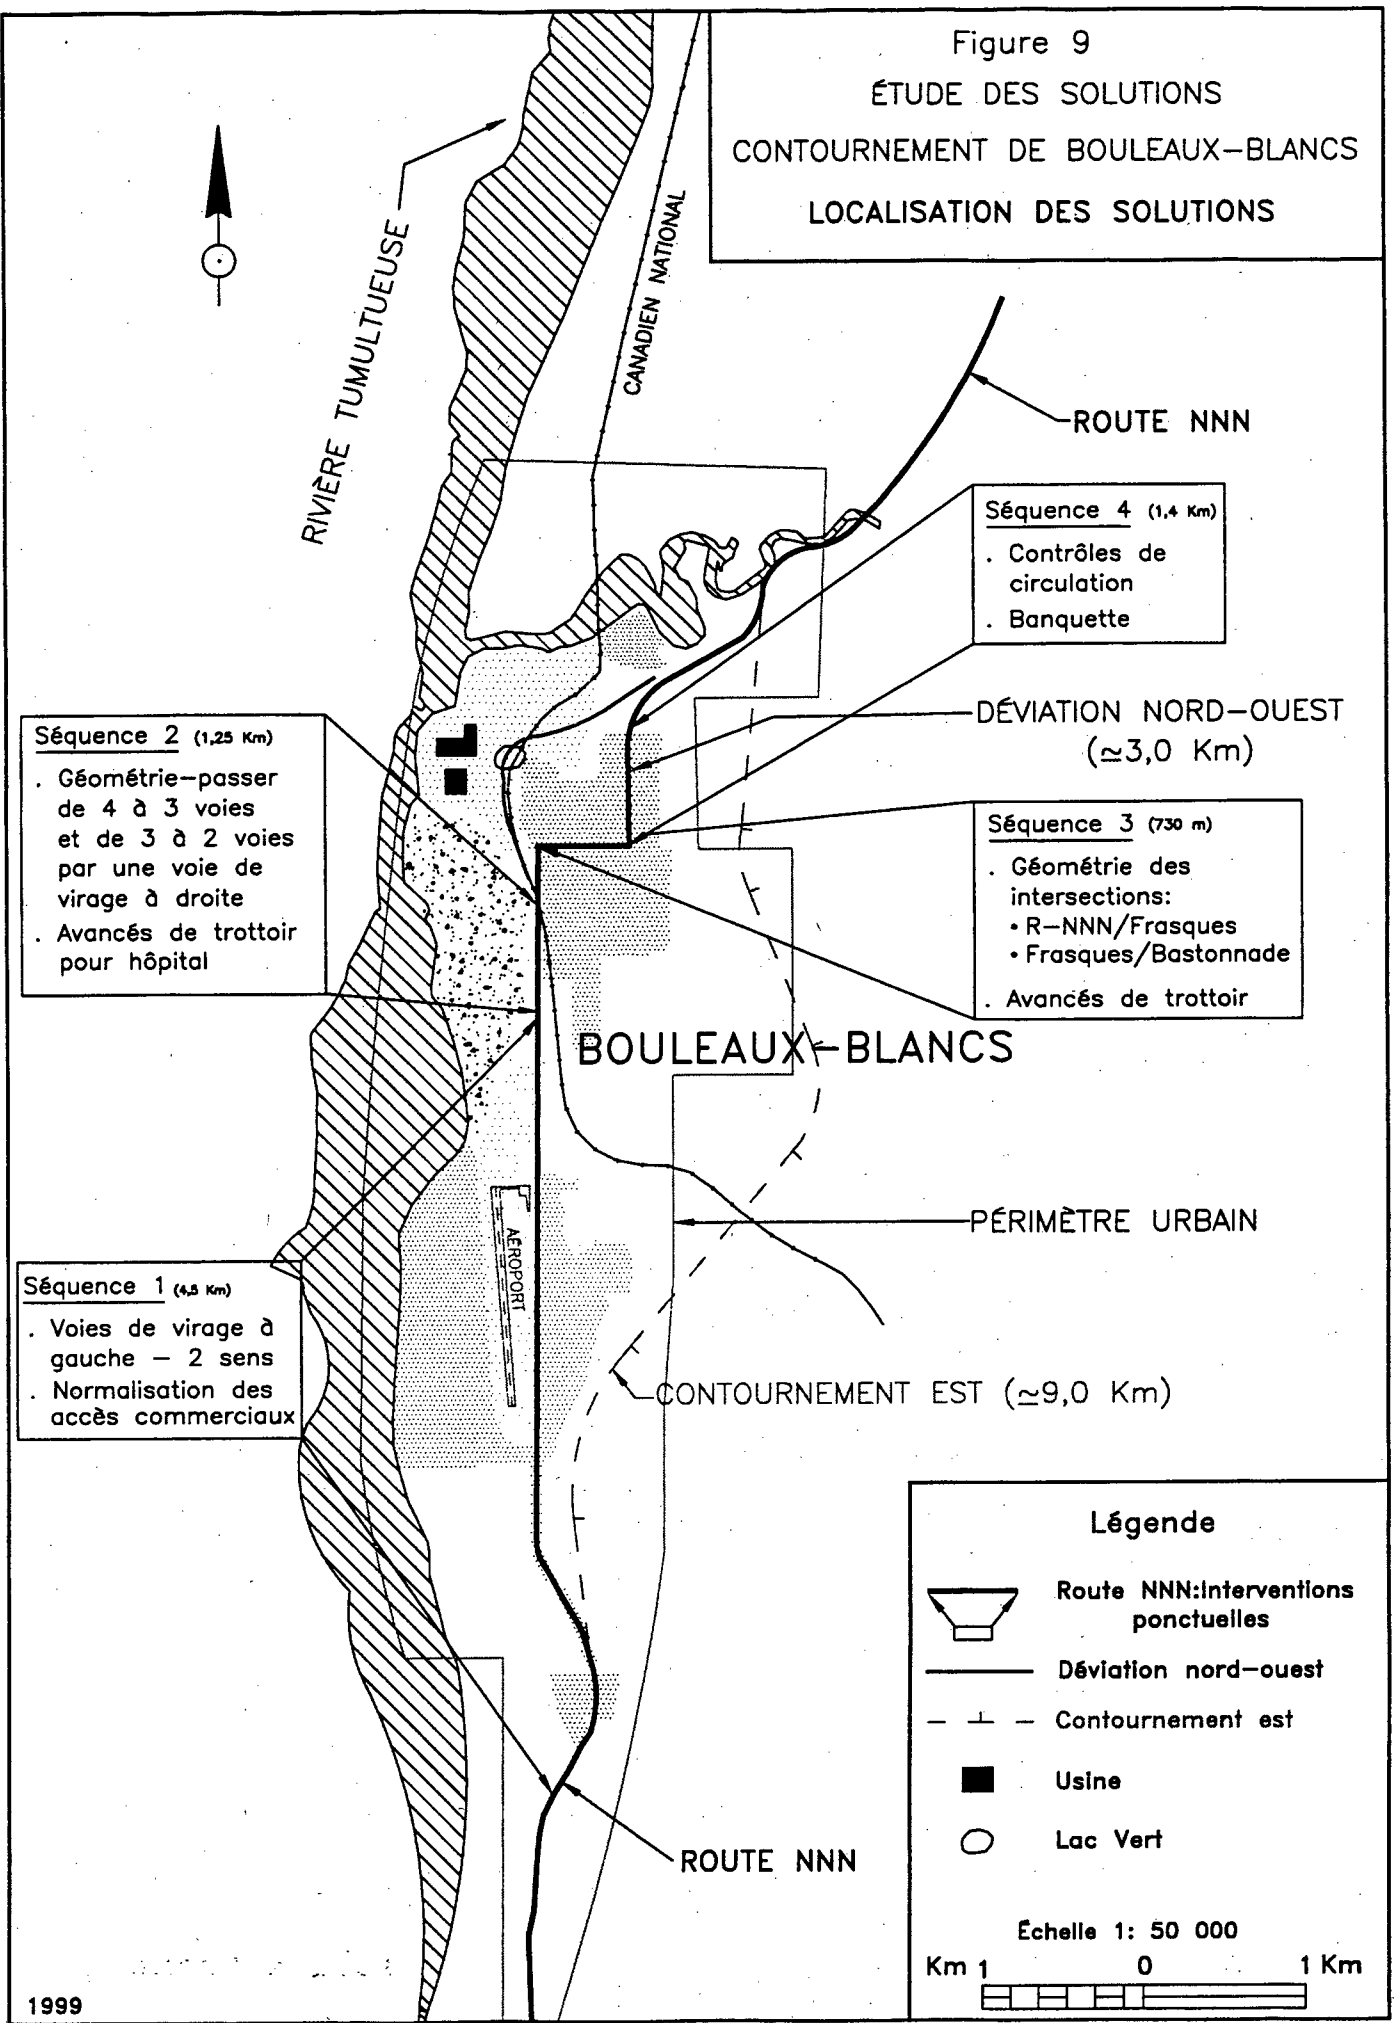 Figure 9
ÉTUDE DES SOLUTIONS
CONTOURNEMENT DE BOULEAUX-BLANCS
LOCALISATION DES SOLUTIONS
RIVIÈRE TUMULTUEUSE
CANADIEN NATIONAL
ROUTE NNN
Séquence 4 (1,4 Km)
. Contrôles de
circulation
. Banquette
DÉVIATION NORD-OUEST
(≃3,0 Km)
Séquence 2 (1,25 Km)
. Géométrie-passer
de 4 à 3 voies
et de 3 à 2 voies
par une voie de
virage à droite
. Avancés de trottoir
pour hôpital
Séquence 3 (730 m)
. Géométrie des
intersections:
• R-NNN/Frasques
• Frasques/Bastonnade
. Avancés de trottoir
BOULEAUX-BLANCS
PÉRIMÈTRE URBAIN
AÉROPORT
Séquence 1 (4,5 Km)
. Voies de virage à
gauche - 2 sens
. Normalisation des
accès commerciaux
CONTOURNEMENT EST (≃9,0 Km)
ROUTE NNN
Légende
Route NNN:Interventions
ponctuelles
Déviation nord-ouest
Contournement est
Usine
Lac Vert
Échelle 1: 50 000
Km 1 0 1 Km
1999